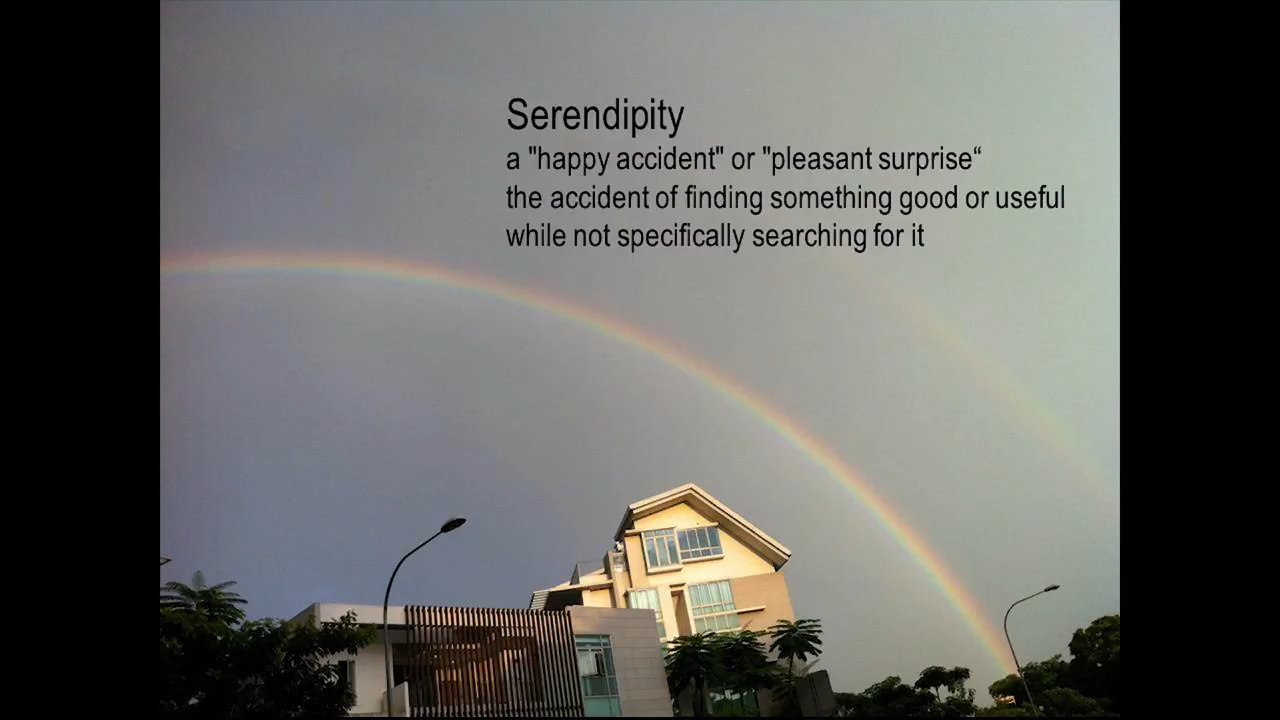 Serendipity
a "happy accident" or "pleasant surprise“
the accident of finding something good or useful
while not specifically searching for it